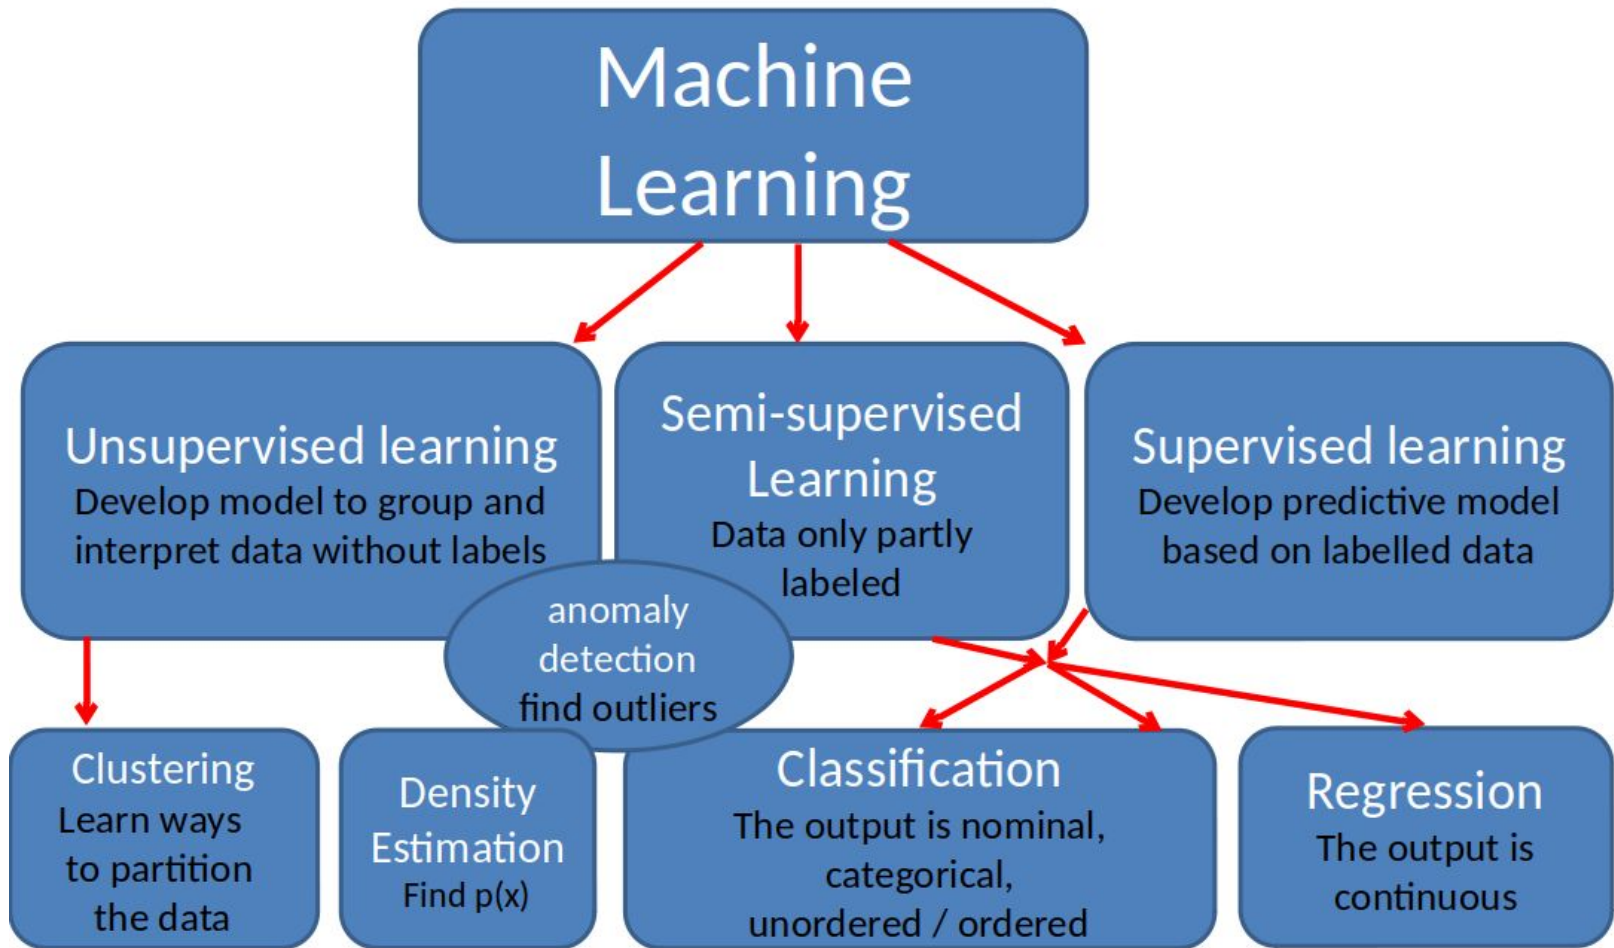 Machine
Learning
Unsupervised learning
Develop model to group and
interpret data without labels
Semi-supervised
Learning
Data only partly
labeled
Supervised learning
Develop predictive model
based on labelled data
anomaly
detection
find outliers
Clustering
Learn ways
to partition
the data
Density
Estimation
Find p(x)
Classification
The output is nominal,
categorical,
unordered / ordered
Regression
The output is
continuous